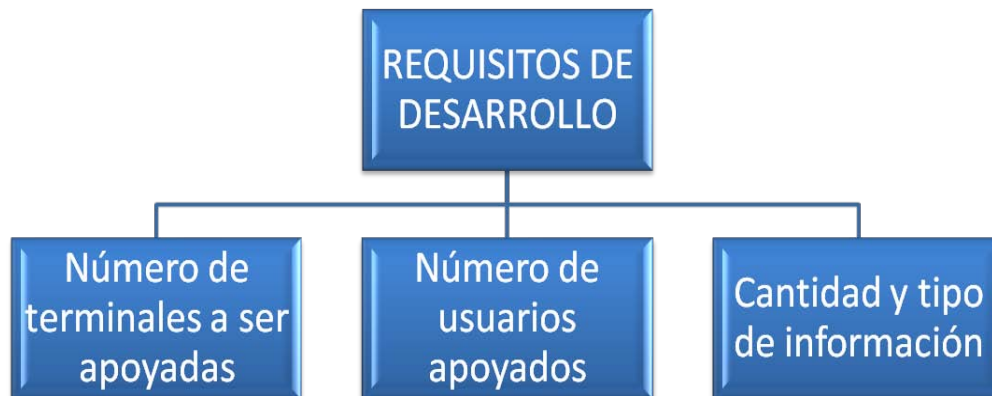 REQUISITOS DE
DESARROLLO
Número de
terminales a ser
apoyadas
Número de
usuarios
apoyados
Cantidad y tipo
de información